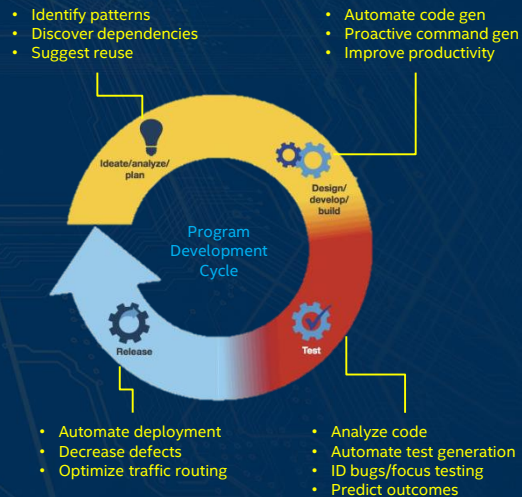 • Identify patterns
• Discover dependencies
• Suggest reuse
• Automate code gen
• Proactive command gen
• Improve productivity
Ideate/analyze/
plan
Design/
develop/
build
Program
Development
Cycle
Release
Test
• Automate deployment
• Decrease defects
• Optimize traffic routing
• Analyze code
• Automate test generation
• ID bugs/focus testing
• Predict outcomes